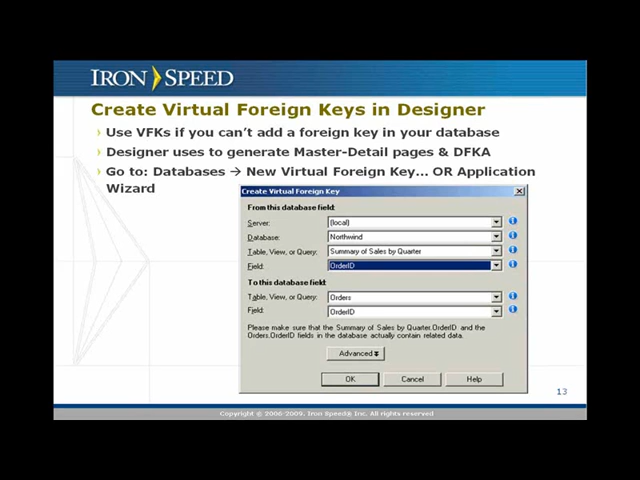 IRON SPEED
Create Virtual Foreign Keys in Designer
› Use VFKs if you can't add a foreign key in your database
› Designer uses to generate Master-Detail pages & DFKA
› Go to: Databases → New Virtual Foreign Key... OR Application
Wizard
Create Virtual Foreign Key
From this database field:
Server: (local)
Database: Northwind
Table, View, or Query: Summary of Sales by Quarter
Field: OrderID
To this database field:
Table, View, or Query: Orders
Field: OrderID
Please make sure that the Summary of Sales by Quarter.OrderID and the
Orders.OrderID fields in the database actually contain related data.
Advanced
OK Cancel Help
13
Copyright © 2006-2009. Iron Speed® Inc. All rights reserved